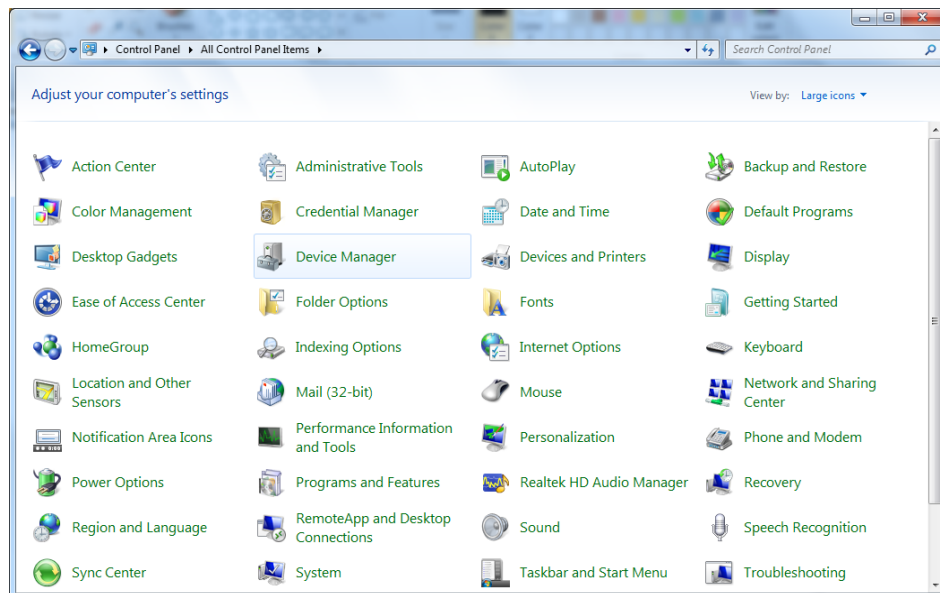 Control Panel
All Control Panel Items
Search Control Panel
Adjust your computer's settings
View by: Large icons
Action Center
Administrative Tools
AutoPlay
Backup and Restore
Color Management
Credential Manager
Date and Time
Default Programs
Desktop Gadgets
Device Manager
Devices and Printers
Display
Ease of Access Center
Folder Options
Fonts
Getting Started
HomeGroup
Indexing Options
Internet Options
Keyboard
Location and Other
Sensors
Mail (32-bit)
Mouse
Network and Sharing
Center
Notification Area Icons
Performance Information
and Tools
Personalization
Phone and Modem
Power Options
Programs and Features
Realtek HD Audio Manager
Recovery
Region and Language
RemoteApp and Desktop
Connections
Sound
Speech Recognition
Sync Center
System
Taskbar and Start Menu
Troubleshooting